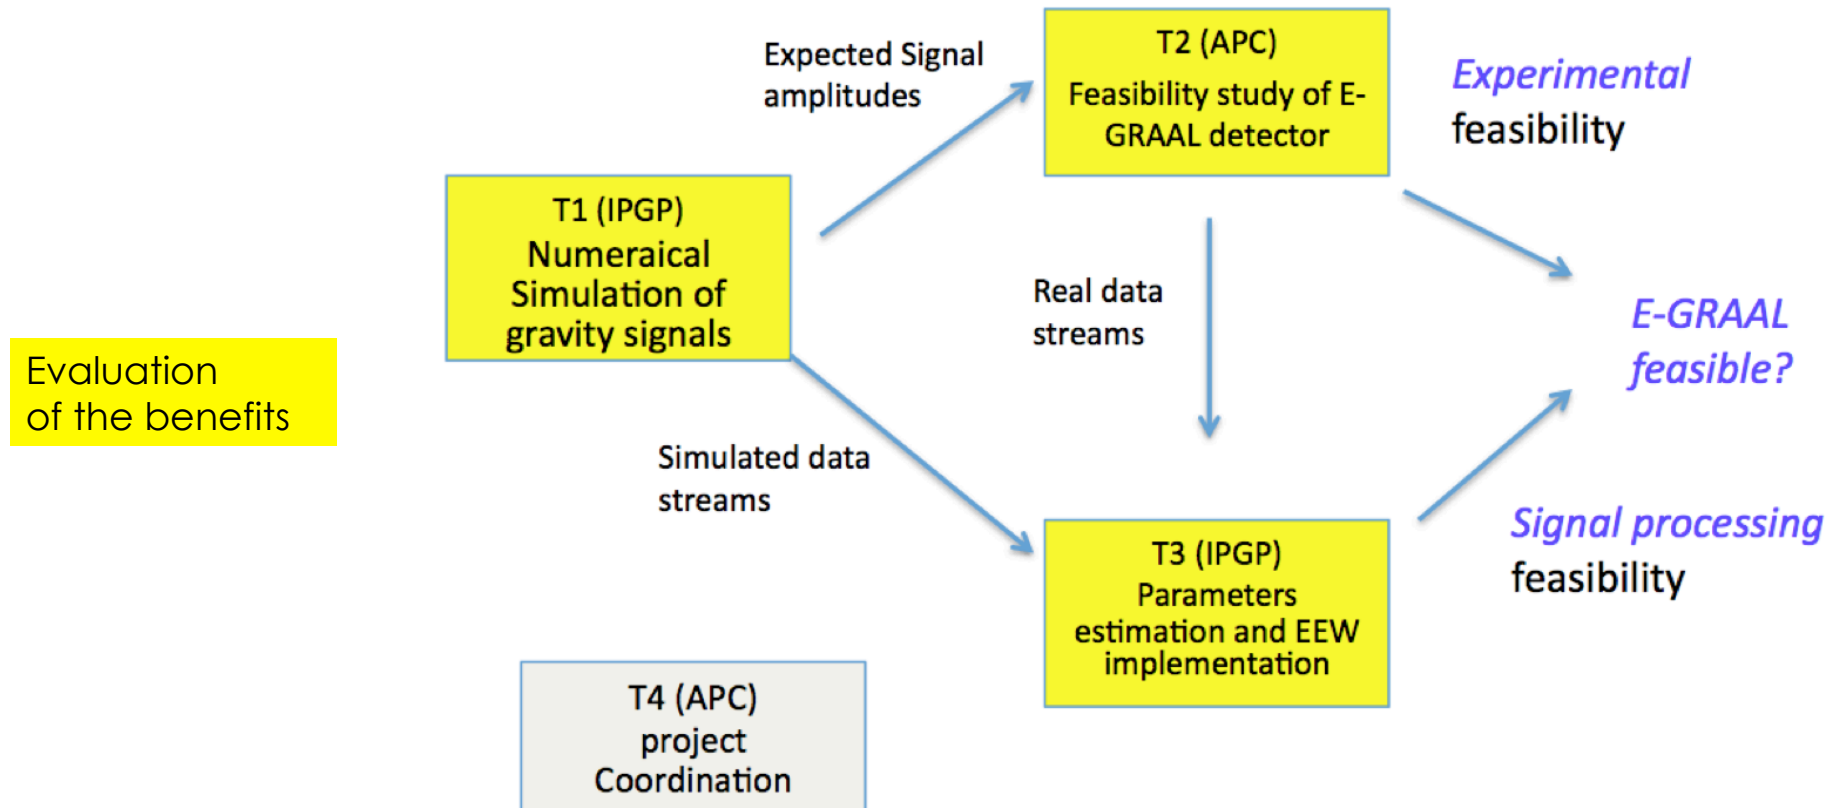 Expected Signal
amplitudes
T2 (APC)
Feasibility study of E-
GRAAL detector
Experimental
feasibility
T1 (IPGP)
Numeraical
Simulation of
gravity signals
Real data
streams
E-GRAAL
feasible?
Evaluation
of the benefits
Simulated data
streams
T3 (IPGP)
Parameters
estimation and EEW
implementation
Signal processing
feasibility
T4 (APC)
project
Coordination